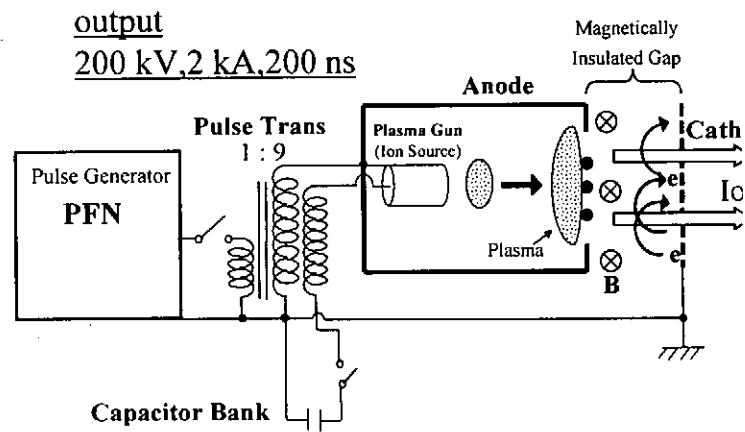 output
200 kV,2 kA,200 ns
Magnetically
Insulated Gap
Anode
Pulse Trans
1 : 9
Plasma Gun
(Ion Source)
Cath
Pulse Generator
PFN
e
Io
Plasma
e
B
Capacitor Bank